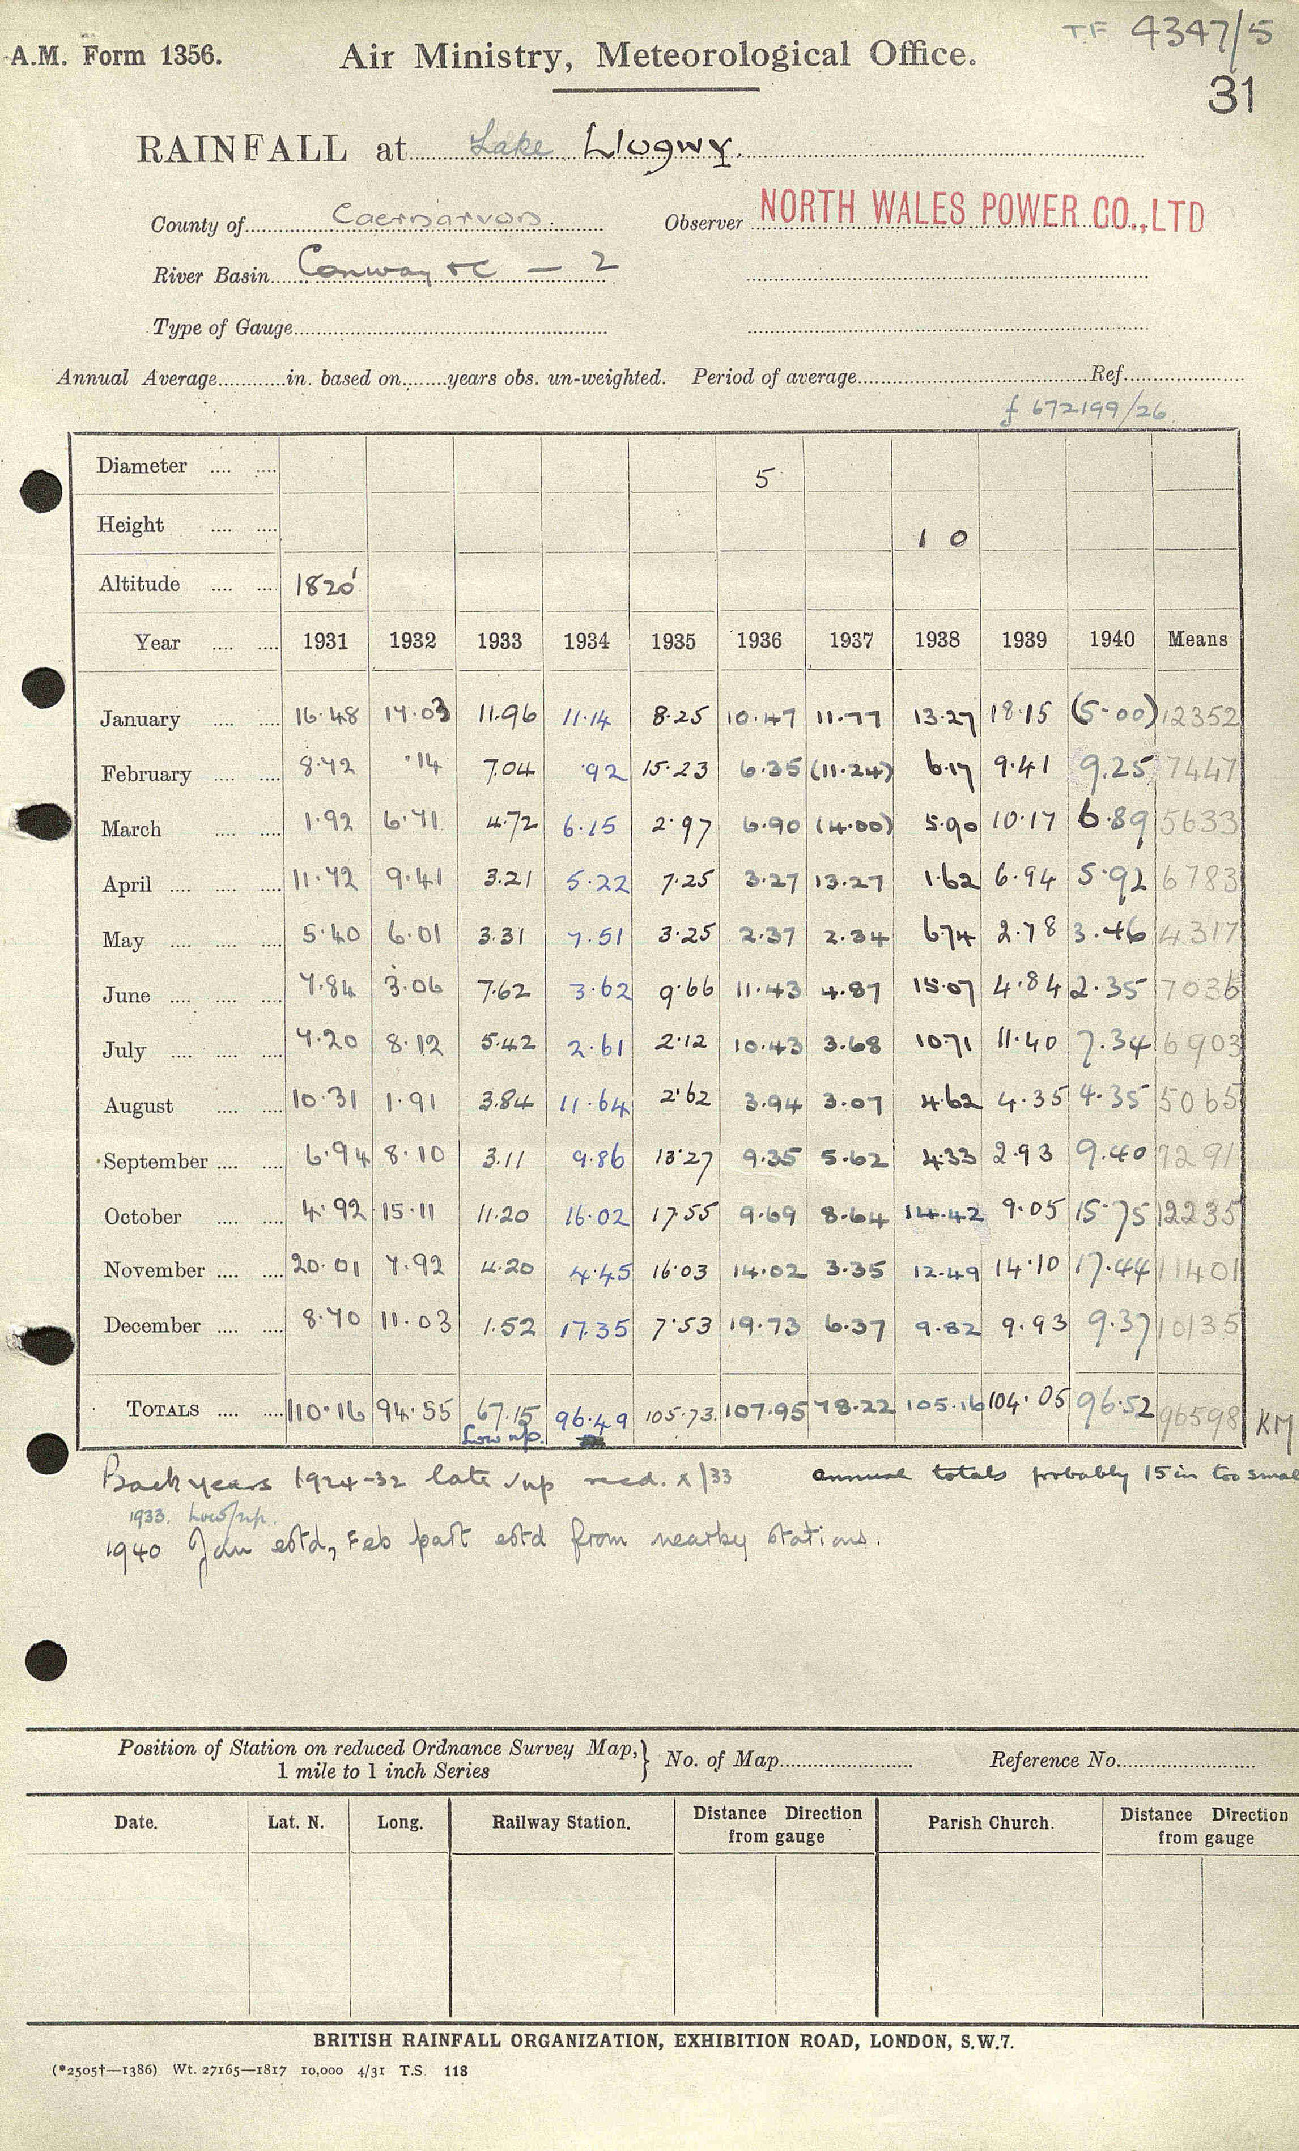 T.F 4347/5
A.M. Form 1356. Air Ministry, Meteorological Office.
31
RAINFALL at Lake Llugwy.
County of Caernarvon. Observer NORTH WALES POWER CO., LTD
River Basin Conway &c — 2
Type of Gauge
Annual Average in. based on years obs. un-weighted. Period of average Ref.
f 672199/26
Diameter 5
Height 1 0
Altitude 1820'
Year 1931 1932 1933 1934 1935 1936 1937 1938 1939 1940 Means
January 16.48 17.03 11.96 11.14 8.25 10.47 11.77 13.27 18.15 (5.00) 12352
February 8.72 .14 7.04 .92 15.23 6.35 (11.24) 6.17 9.41 9.25 7447
March 1.92 6.71 4.72 6.15 2.97 6.90 (4.00) 5.90 10.17 6.89 5633
April 11.72 9.41 3.21 5.22 7.25 3.27 13.27 1.62 6.94 5.92 6783
May 5.40 6.01 3.31 7.51 3.25 2.37 2.34 6.74 2.78 3.46 4317
June 7.84 3.06 7.62 3.62 9.66 11.43 4.87 15.07 4.84 2.35 7036
July 7.20 8.12 5.42 2.61 2.12 10.43 3.68 10.71 11.40 7.34 6903
August 10.31 1.91 3.84 11.64 2.62 3.94 3.07 4.62 4.35 4.35 5065
September 6.94 8.10 3.11 9.86 13.27 9.35 5.62 4.33 2.93 9.40 7291
October 4.92 15.11 11.20 16.02 17.55 9.69 8.64 14.42 9.05 15.75 12235
November 20.01 7.92 4.20 4.45 16.03 14.02 3.35 12.49 14.10 17.44 11401
December 8.70 11.03 1.52 17.35 7.53 19.73 6.37 9.82 9.93 9.37 10135
TOTALS 110.16 94.55 67.15 96.49 105.73 107.95 78.22 105.16 104.05 96.52 96598 KM
Low n/p.
Back years 1924-32 late n/p recd. x/33 annual totals probably 15 in too small
1933. Low n/p.
1940 Jan estd, Feb part estd from nearby stations.
Position of Station on reduced Ordnance Survey Map, } No. of Map Reference No.
1 mile to 1 inch Series
Date. Lat. N. Long. Railway Station. Distance Direction from gauge Parish Church. Distance Direction from gauge
BRITISH RAINFALL ORGANIZATION, EXHIBITION ROAD, LONDON, S.W.7.
(*2505†—1386) Wt. 27165—1817 10,000 4/31 T.S. 118